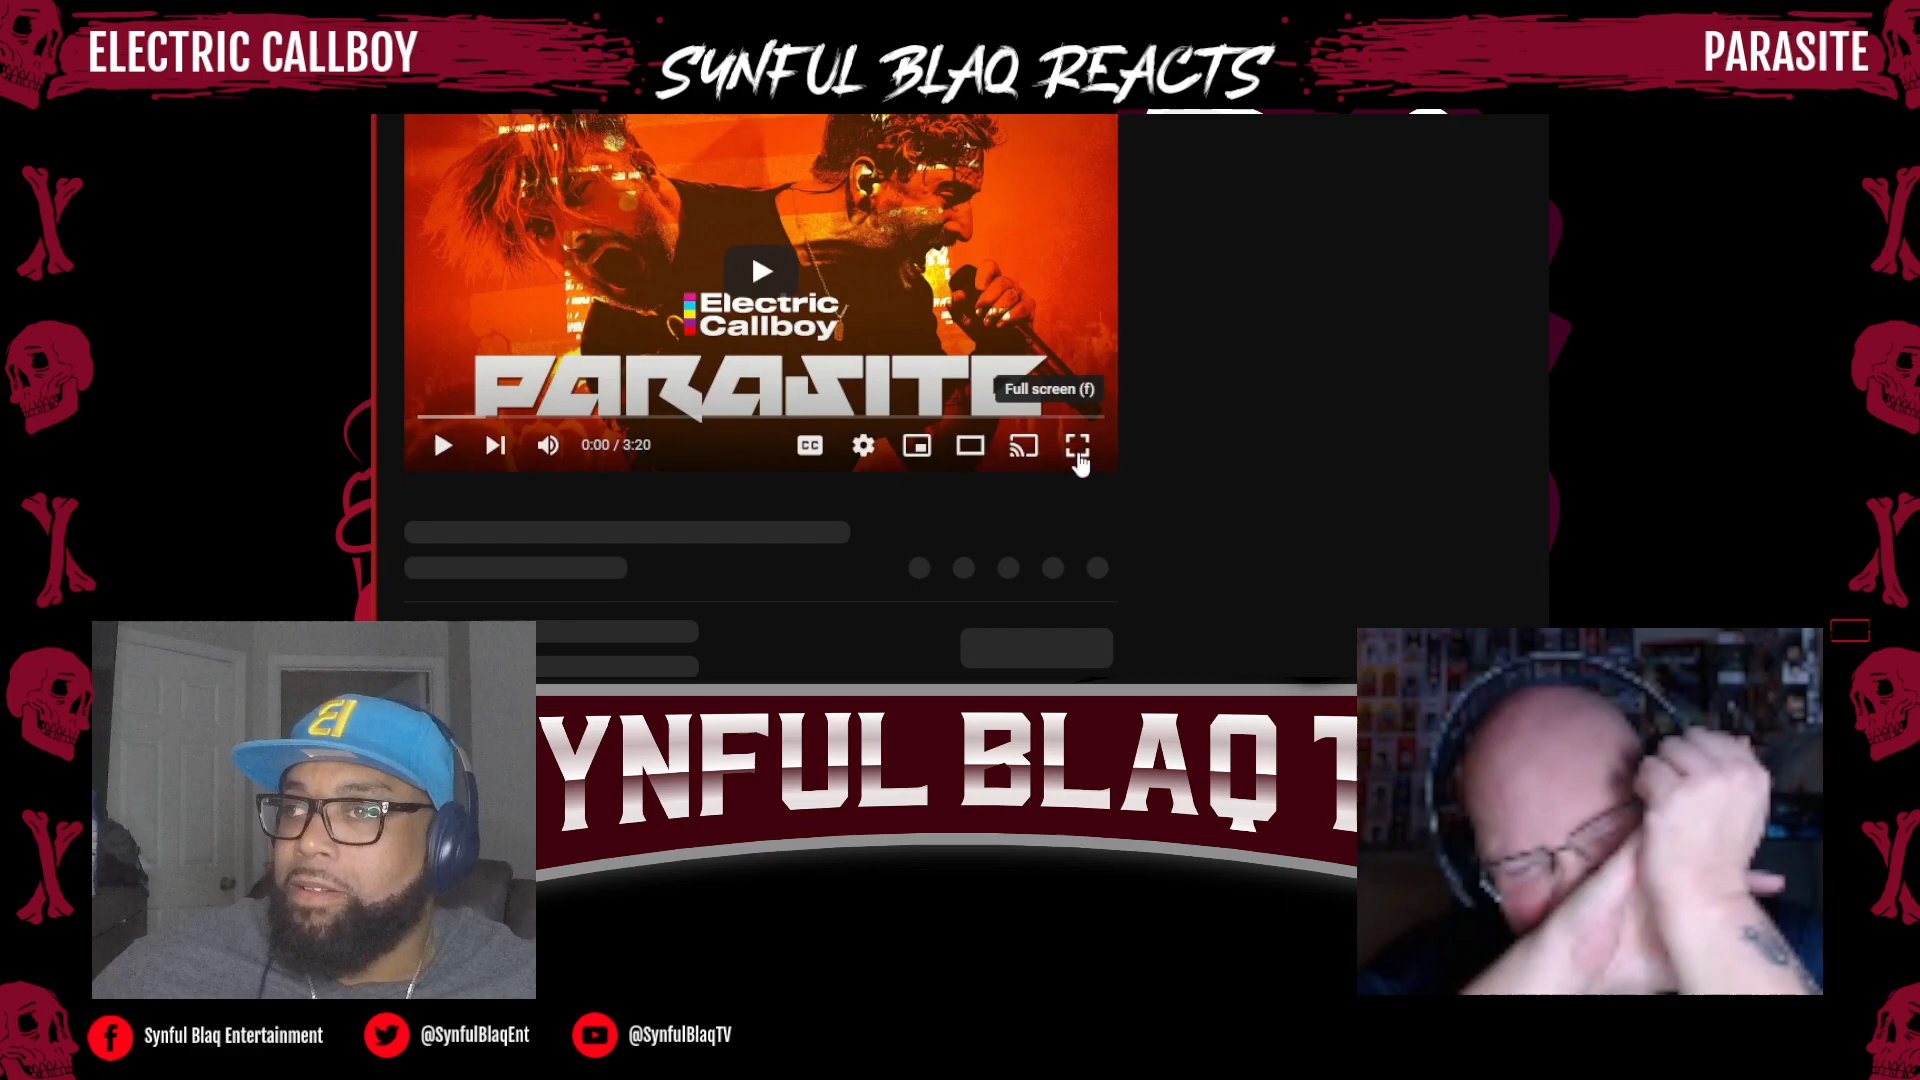 ELECTRIC CALLBOY
SYNFUL BLAQ REACTS
PARASITE
Electric
Callboy
PARASITE
Full screen (f)
0:00 / 3:20
CC
YNFUL BLAQ T
Synful Blaq Entertainment
@SynfulBlaqEnt
@SynfulBlaqTV